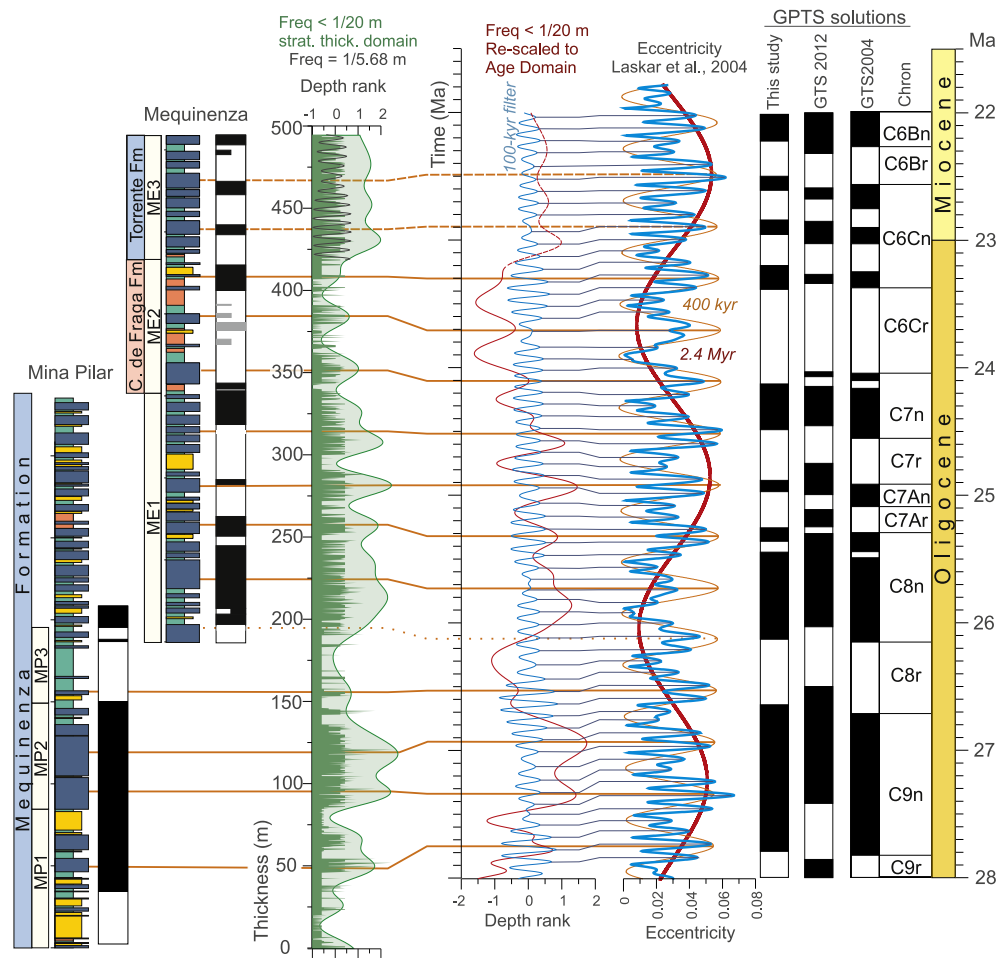 Freq < 1/20 m
strat. thick. domain
Freq = 1/5.68 m
Depth rank
-1 0 1 2
Freq < 1/20 m
Re-scaled to
Age Domain
Eccentricity
Laskar et al., 2004
GPTS solutions
This study
GTS 2012
GTS2004
Chron
Ma
Mequinenza
Mina Pilar
Torrente Fm
C. de Fraga Fm
ME3
ME2
ME1
Mequinenza Formation
MP3
MP2
MP1
500
450
400
350
300
250
200
150
100
50
0
Thickness (m)
Time (Ma)
100-kyr filter
400 kyr
2.4 Myr
-2 -1 0 1 2
Depth rank
0 0.02 0.04 0.06 0.08
Eccentricity
C6Bn
C6Br
C6Cn
C6Cr
C7n
C7r
C7An
C7Ar
C8n
C8r
C9n
C9r
Miocene
Oligocene
22
23
24
25
26
27
28